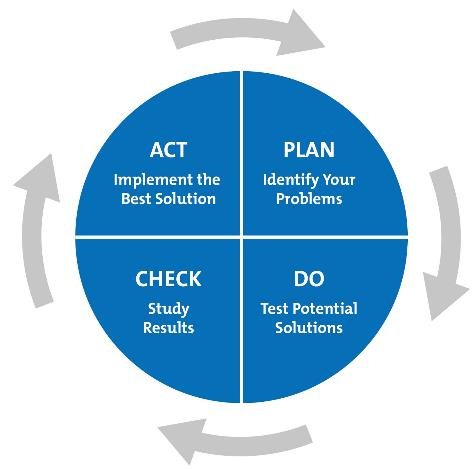 ACT
Implement the
Best Solution
PLAN
Identify Your
Problems
CHECK
Study
Results
DO
Test Potential
Solutions